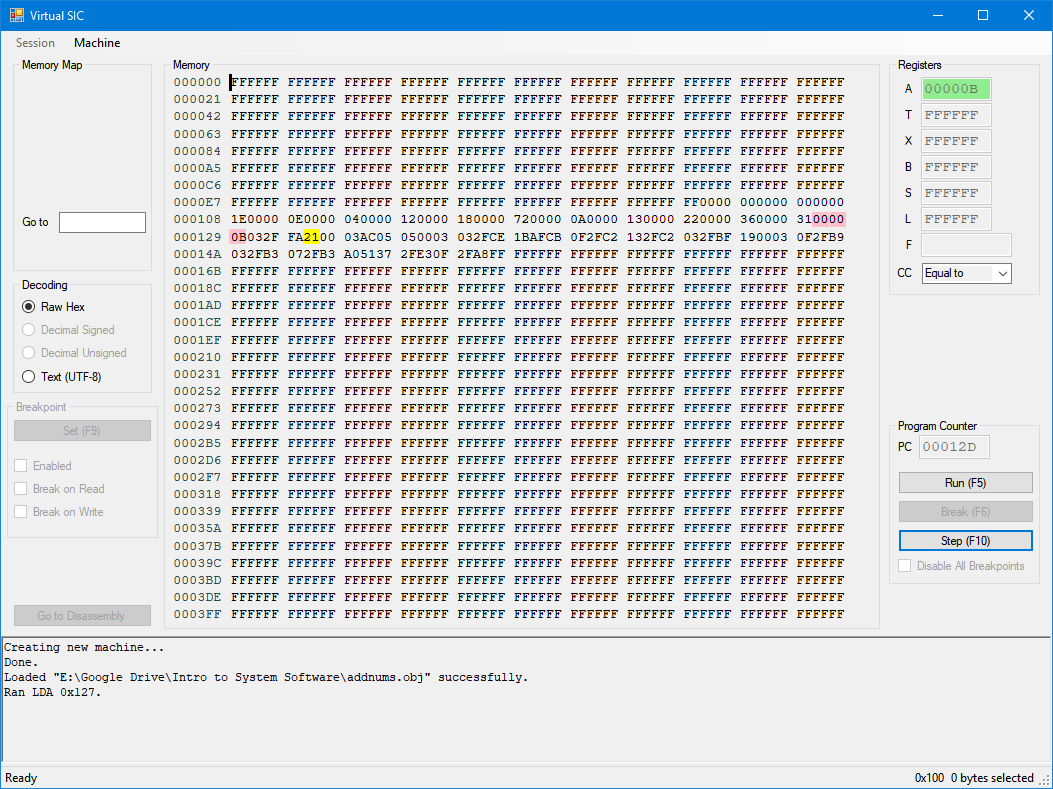 Virtual SIC
Session Machine
Memory Map
Go to
Decoding
Raw Hex
Decimal Signed
Decimal Unsigned
Text (UTF-8)
Breakpoint
Set (F9)
Enabled
Break on Read
Break on Write
Go to Disassembly
Memory
000000 FFFFFF FFFFFF FFFFFF FFFFFF FFFFFF FFFFFF FFFFFF FFFFFF FFFFFF FFFFFF FFFFFF
000021 FFFFFF FFFFFF FFFFFF FFFFFF FFFFFF FFFFFF FFFFFF FFFFFF FFFFFF FFFFFF FFFFFF
000042 FFFFFF FFFFFF FFFFFF FFFFFF FFFFFF FFFFFF FFFFFF FFFFFF FFFFFF FFFFFF FFFFFF
000063 FFFFFF FFFFFF FFFFFF FFFFFF FFFFFF FFFFFF FFFFFF FFFFFF FFFFFF FFFFFF FFFFFF
000084 FFFFFF FFFFFF FFFFFF FFFFFF FFFFFF FFFFFF FFFFFF FFFFFF FFFFFF FFFFFF FFFFFF
0000A5 FFFFFF FFFFFF FFFFFF FFFFFF FFFFFF FFFFFF FFFFFF FFFFFF FFFFFF FFFFFF FFFFFF
0000C6 FFFFFF FFFFFF FFFFFF FFFFFF FFFFFF FFFFFF FFFFFF FFFFFF FFFFFF FFFFFF FFFFFF
0000E7 FFFFFF FFFFFF FFFFFF FFFFFF FFFFFF FFFFFF FFFFFF FFFFFF FF0000 000000 000000
000108 1E0000 0E0000 040000 120000 180000 720000 0A0000 130000 220000 360000 310000
000129 0B032F FA2100 03AC05 050003 032FCE 1BAFCB 0F2FC2 132FC2 032FBF 190003 0F2FB9
00014A 032FB3 072FB3 A05137 2FE30F 2FA8FF FFFFFF FFFFFF FFFFFF FFFFFF FFFFFF FFFFFF
00016B FFFFFF FFFFFF FFFFFF FFFFFF FFFFFF FFFFFF FFFFFF FFFFFF FFFFFF FFFFFF FFFFFF
00018C FFFFFF FFFFFF FFFFFF FFFFFF FFFFFF FFFFFF FFFFFF FFFFFF FFFFFF FFFFFF FFFFFF
0001AD FFFFFF FFFFFF FFFFFF FFFFFF FFFFFF FFFFFF FFFFFF FFFFFF FFFFFF FFFFFF FFFFFF
0001CE FFFFFF FFFFFF FFFFFF FFFFFF FFFFFF FFFFFF FFFFFF FFFFFF FFFFFF FFFFFF FFFFFF
0001EF FFFFFF FFFFFF FFFFFF FFFFFF FFFFFF FFFFFF FFFFFF FFFFFF FFFFFF FFFFFF FFFFFF
000210 FFFFFF FFFFFF FFFFFF FFFFFF FFFFFF FFFFFF FFFFFF FFFFFF FFFFFF FFFFFF FFFFFF
000231 FFFFFF FFFFFF FFFFFF FFFFFF FFFFFF FFFFFF FFFFFF FFFFFF FFFFFF FFFFFF FFFFFF
000252 FFFFFF FFFFFF FFFFFF FFFFFF FFFFFF FFFFFF FFFFFF FFFFFF FFFFFF FFFFFF FFFFFF
000273 FFFFFF FFFFFF FFFFFF FFFFFF FFFFFF FFFFFF FFFFFF FFFFFF FFFFFF FFFFFF FFFFFF
000294 FFFFFF FFFFFF FFFFFF FFFFFF FFFFFF FFFFFF FFFFFF FFFFFF FFFFFF FFFFFF FFFFFF
0002B5 FFFFFF FFFFFF FFFFFF FFFFFF FFFFFF FFFFFF FFFFFF FFFFFF FFFFFF FFFFFF FFFFFF
0002D6 FFFFFF FFFFFF FFFFFF FFFFFF FFFFFF FFFFFF FFFFFF FFFFFF FFFFFF FFFFFF FFFFFF
0002F7 FFFFFF FFFFFF FFFFFF FFFFFF FFFFFF FFFFFF FFFFFF FFFFFF FFFFFF FFFFFF FFFFFF
000318 FFFFFF FFFFFF FFFFFF FFFFFF FFFFFF FFFFFF FFFFFF FFFFFF FFFFFF FFFFFF FFFFFF
000339 FFFFFF FFFFFF FFFFFF FFFFFF FFFFFF FFFFFF FFFFFF FFFFFF FFFFFF FFFFFF FFFFFF
00035A FFFFFF FFFFFF FFFFFF FFFFFF FFFFFF FFFFFF FFFFFF FFFFFF FFFFFF FFFFFF FFFFFF
00037B FFFFFF FFFFFF FFFFFF FFFFFF FFFFFF FFFFFF FFFFFF FFFFFF FFFFFF FFFFFF FFFFFF
00039C FFFFFF FFFFFF FFFFFF FFFFFF FFFFFF FFFFFF FFFFFF FFFFFF FFFFFF FFFFFF FFFFFF
0003BD FFFFFF FFFFFF FFFFFF FFFFFF FFFFFF FFFFFF FFFFFF FFFFFF FFFFFF FFFFFF FFFFFF
0003DE FFFFFF FFFFFF FFFFFF FFFFFF FFFFFF FFFFFF FFFFFF FFFFFF FFFFFF FFFFFF FFFFFF
0003FF FFFFFF FFFFFF FFFFFF FFFFFF FFFFFF FFFFFF FFFFFF FFFFFF FFFFFF FFFFFF FFFFFF
Registers
A 00000B
T FFFFFF
X FFFFFF
B FFFFFF
S FFFFFF
L FFFFFF
F
CC Equal to
Program Counter
PC 00012D
Run (F5)
Break (F6)
Step (F10)
Disable All Breakpoints
Creating new machine...
Done.
Loaded "E:\Google Drive\Intro to System Software\addnums.obj" successfully.
Ran LDA 0x127.
Ready
0x100 0 bytes selected